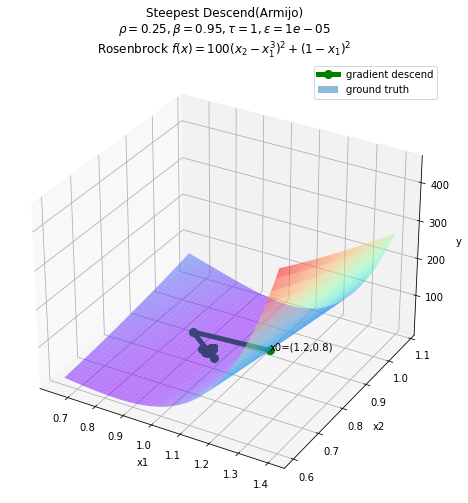 Steepest Descend(Armijo)
ρ = 0.25, β = 0.95, τ = 1, ε = 1e − 05
Rosenbrock f(x) = 100(x₂ − x₁³)² + (1 − x₁)²
gradient descend
ground truth
400
300
y
200
100
x0=(1.2,0.8)
1.1
1.0
0.9
x2
0.8
0.7
0.6
0.7
0.8
0.9
1.0
x1
1.1
1.2
1.3
1.4